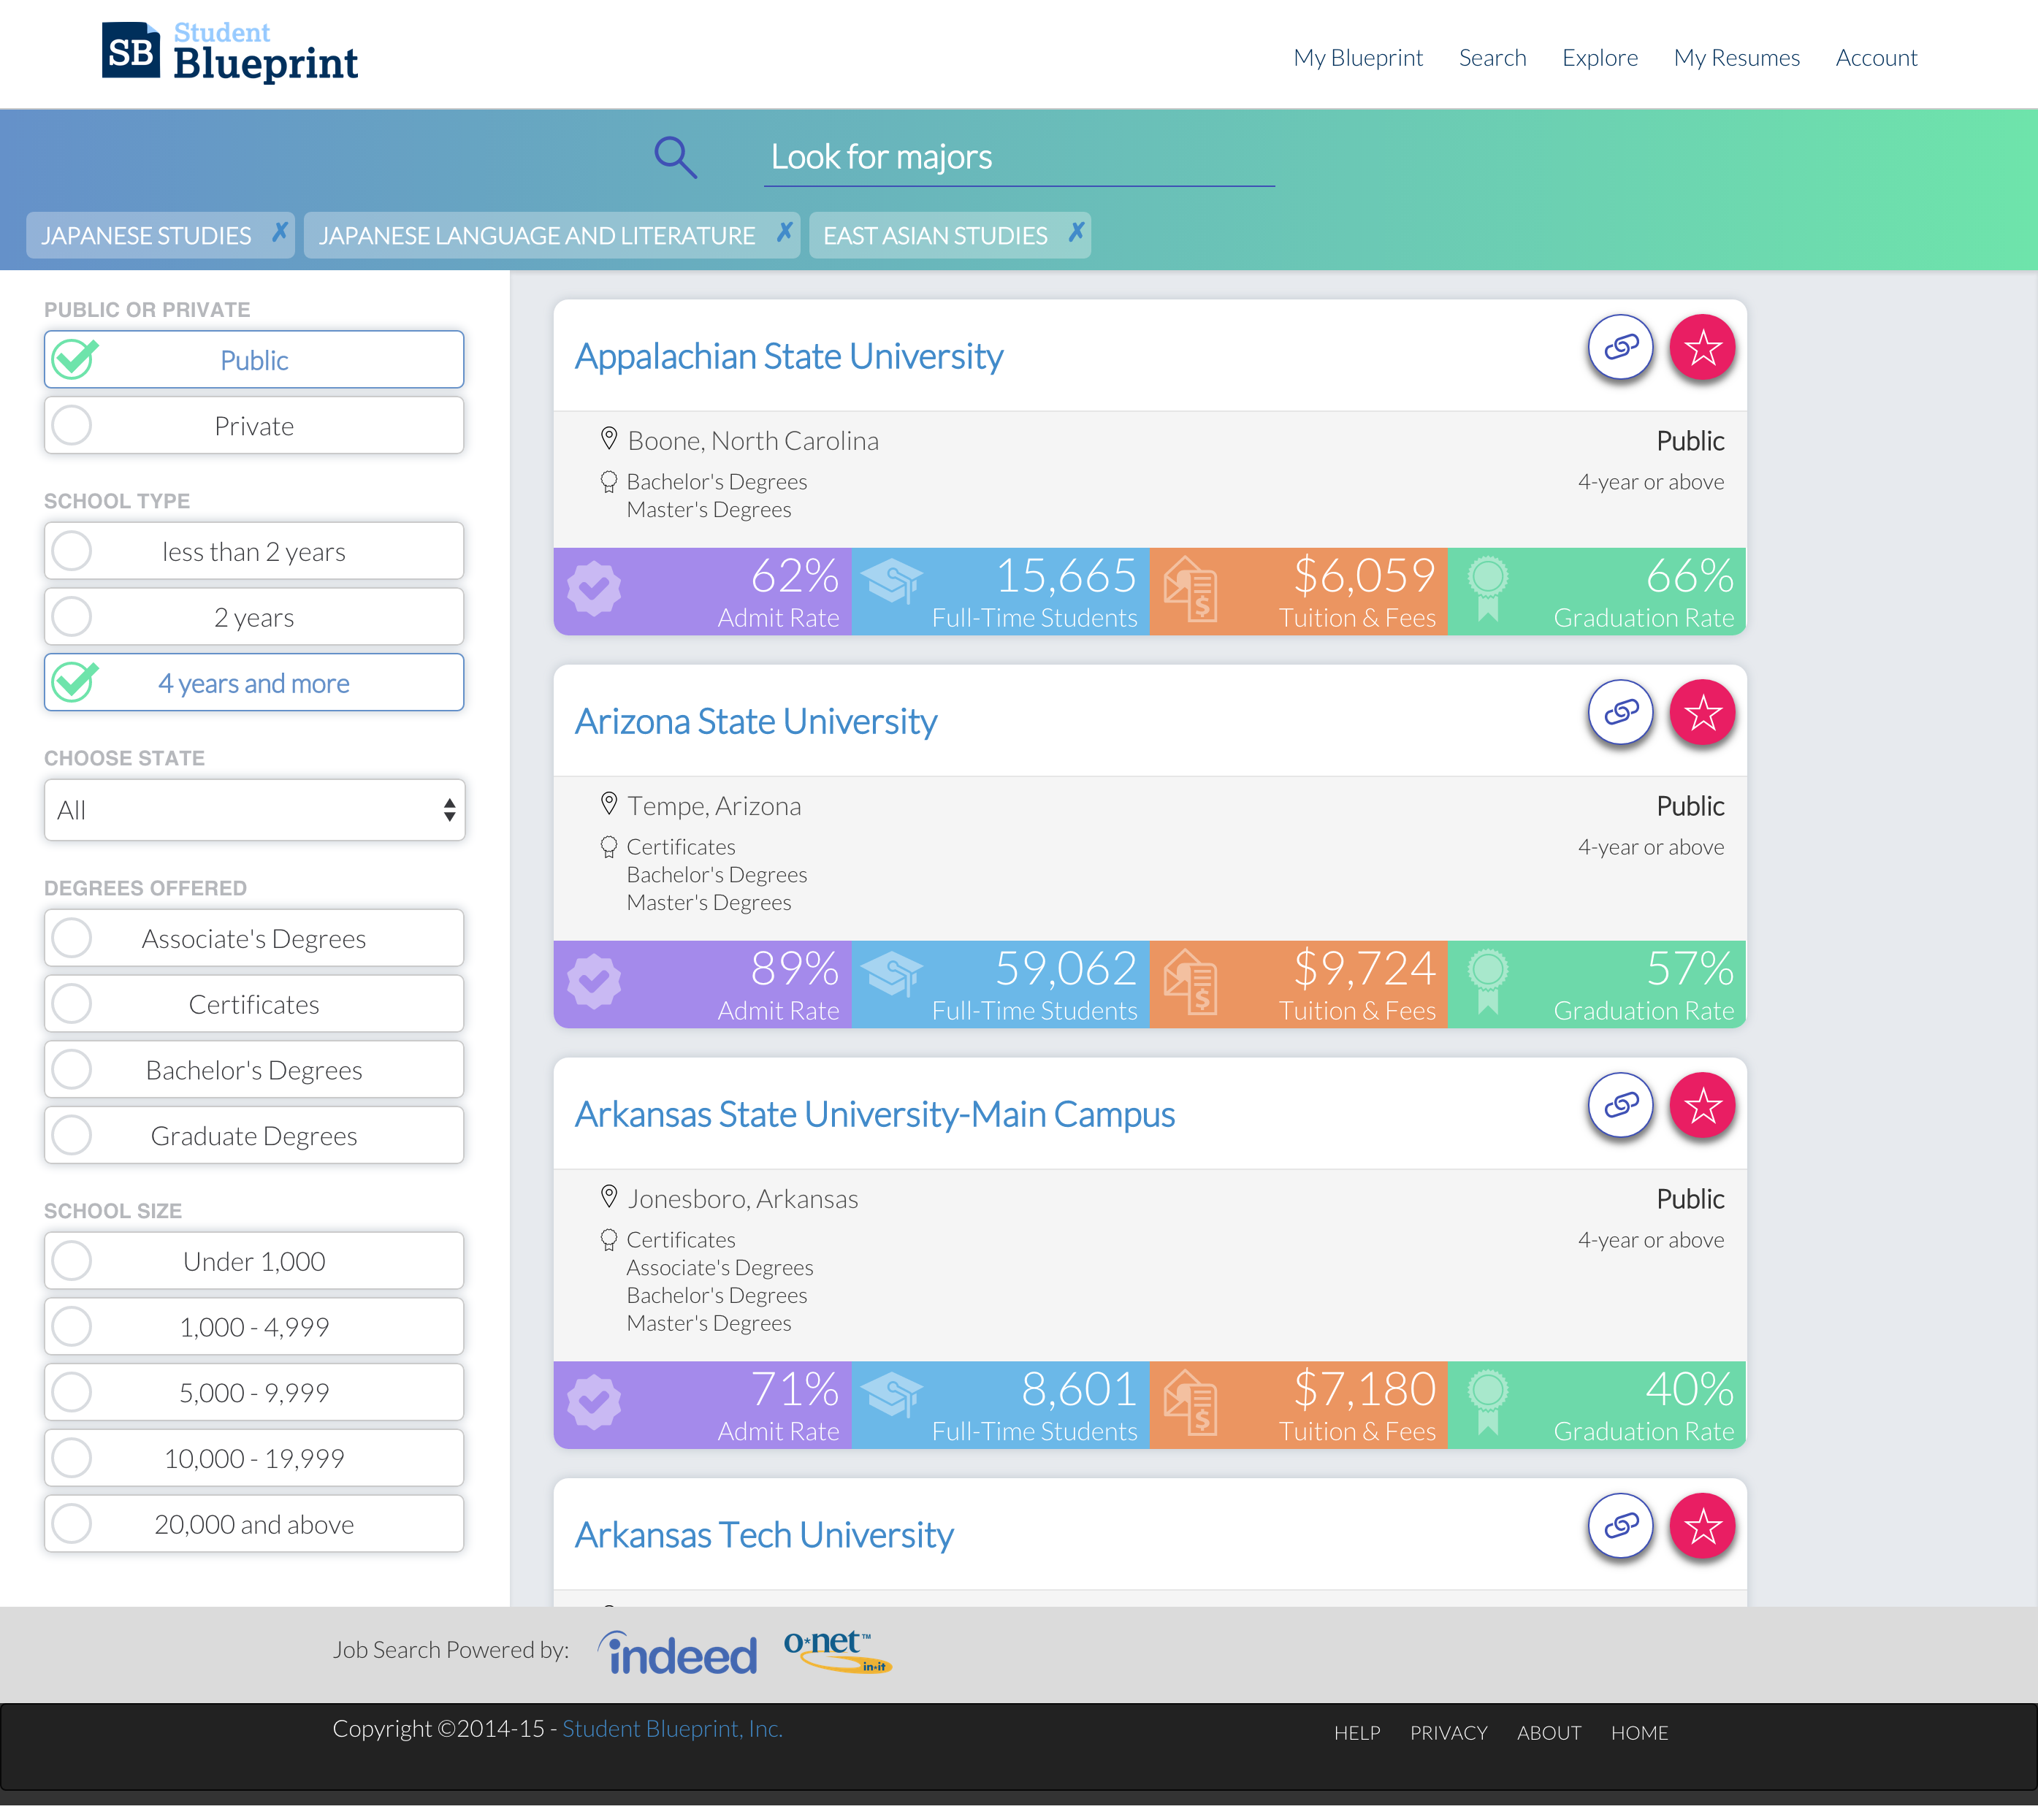 SB Student Blueprint
My Blueprint Search Explore My Resumes Account
Look for majors
JAPANESE STUDIES ✗ JAPANESE LANGUAGE AND LITERATURE ✗ EAST ASIAN STUDIES ✗
PUBLIC OR PRIVATE
Public
Private
SCHOOL TYPE
less than 2 years
2 years
4 years and more
CHOOSE STATE
All
DEGREES OFFERED
Associate's Degrees
Certificates
Bachelor's Degrees
Graduate Degrees
SCHOOL SIZE
Under 1,000
1,000 - 4,999
5,000 - 9,999
10,000 - 19,999
20,000 and above
Appalachian State University
Boone, North Carolina Public
Bachelor's Degrees 4-year or above
Master's Degrees
62% 15,665 $6,059 66%
Admit Rate Full-Time Students Tuition & Fees Graduation Rate
Arizona State University
Tempe, Arizona Public
Certificates 4-year or above
Bachelor's Degrees
Master's Degrees
89% 59,062 $9,724 57%
Admit Rate Full-Time Students Tuition & Fees Graduation Rate
Arkansas State University-Main Campus
Jonesboro, Arkansas Public
Certificates 4-year or above
Associate's Degrees
Bachelor's Degrees
Master's Degrees
71% 8,601 $7,180 40%
Admit Rate Full-Time Students Tuition & Fees Graduation Rate
Arkansas Tech University
Job Search Powered by: indeed o*net™ in-it
Copyright ©2014-15 - Student Blueprint, Inc. HELP PRIVACY ABOUT HOME